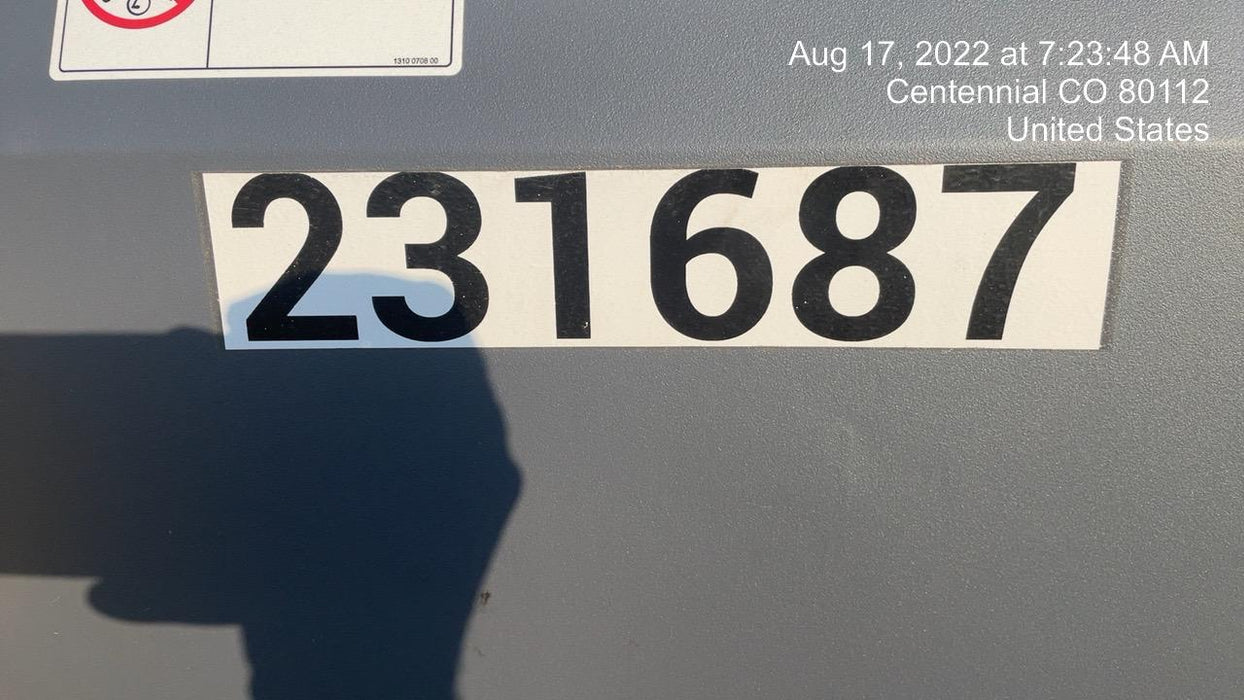 1310 0708 00
Aug 17, 2022 at 7:23:48 AM
Centennial CO 80112
United States
231687